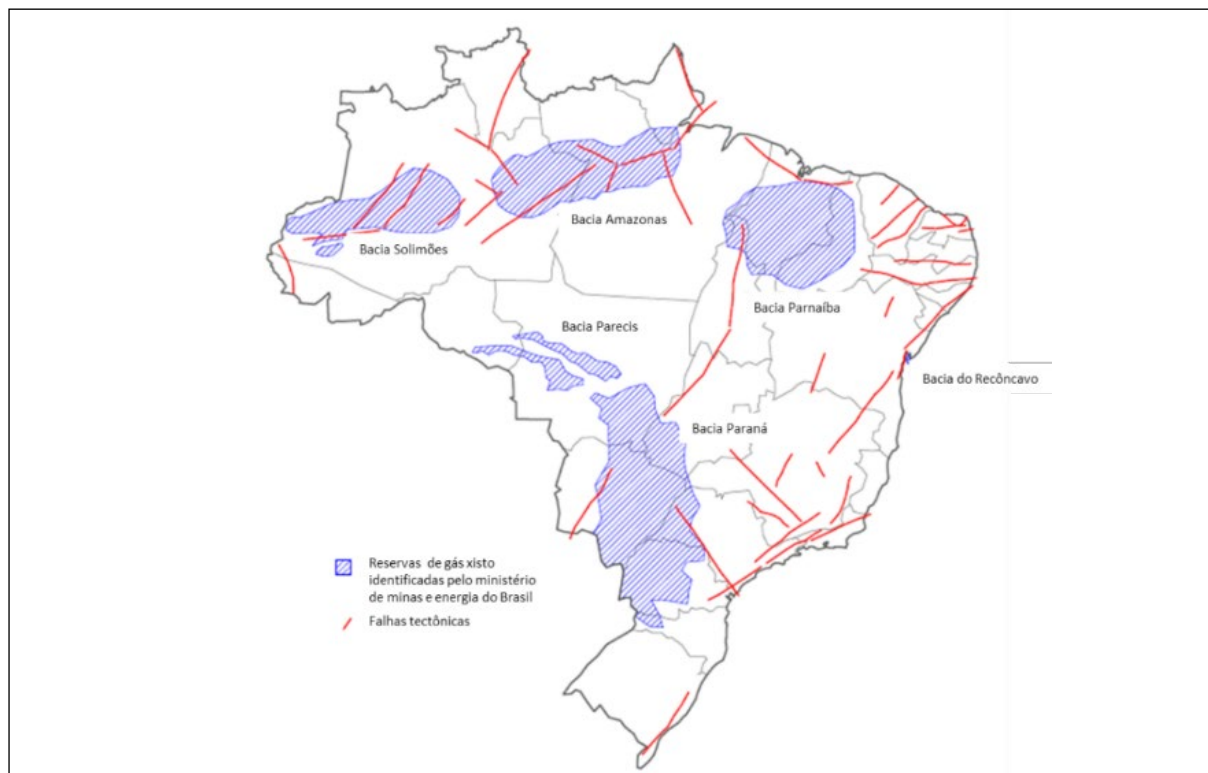 Bacia Amazonas
Bacia Solimões
Bacia Parnaíba
Bacia Parecis
Bacia do Recôncavo
Bacia Paraná
Reservas de gás xisto
identificadas pelo ministério
de minas e energia do Brasil
Falhas tectônicas